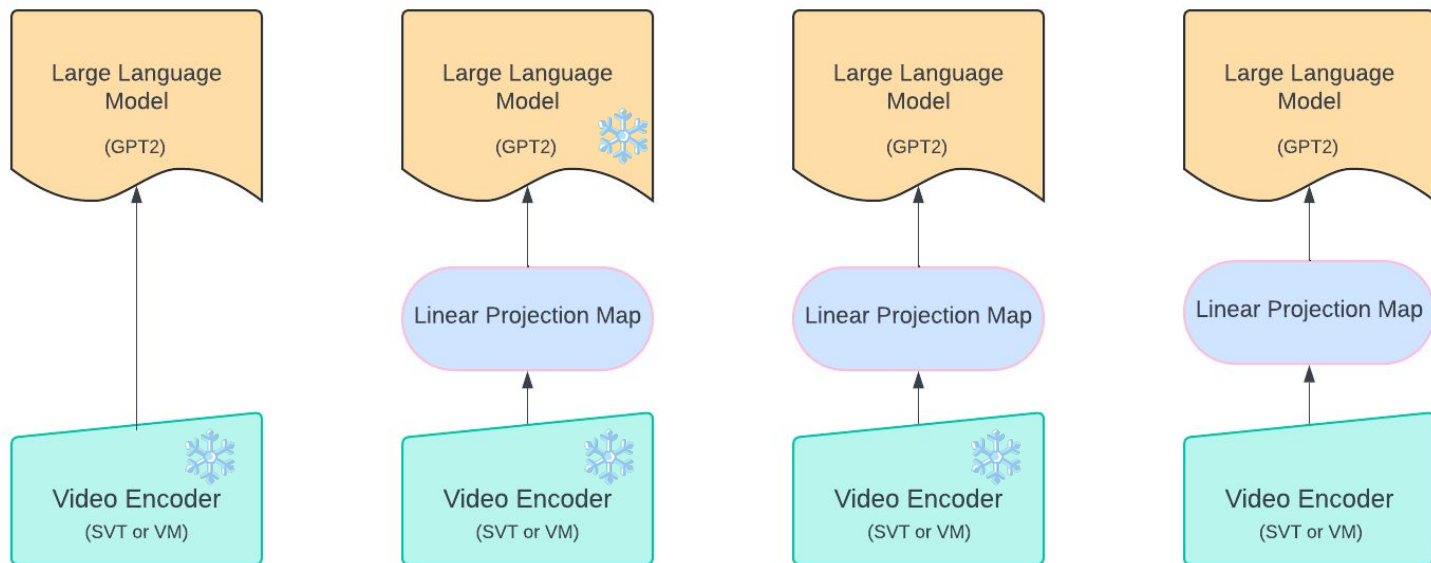 Large Language
Model
(GPT2)
Large Language
Model
(GPT2)
Large Language
Model
(GPT2)
Large Language
Model
(GPT2)
Linear Projection Map
Linear Projection Map
Linear Projection Map
Video Encoder
(SVT or VM)
Video Encoder
(SVT or VM)
Video Encoder
(SVT or VM)
Video Encoder
(SVT or VM)